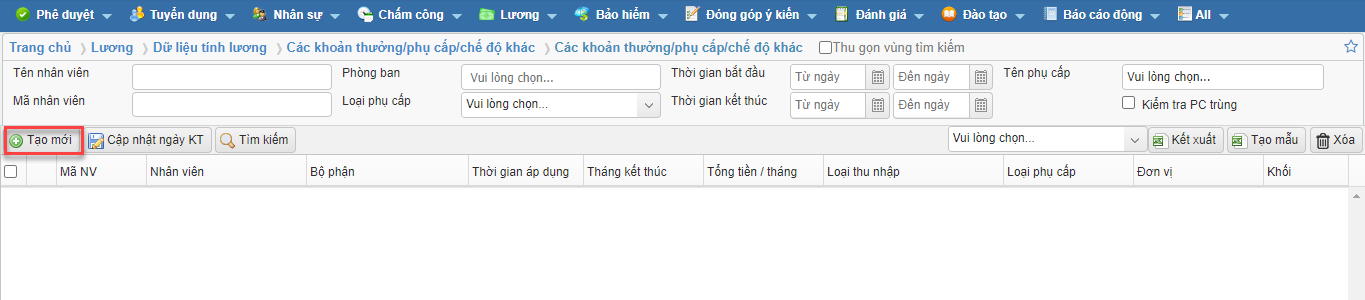 Phê duyệt Tuyển dụng Nhân sự Chấm công Lương Bảo hiểm Đóng góp ý kiến Đánh giá Đào tạo Báo cáo động All
Trang chủ Lương Dữ liệu tính lương Các khoản thưởng/phụ cấp/chế độ khác Các khoản thưởng/phụ cấp/chế độ khác Thu gọn vùng tìm kiếm
Tên nhân viên Phòng ban Vui lòng chọn... Thời gian bắt đầu Từ ngày Đến ngày Tên phụ cấp Vui lòng chọn...
Mã nhân viên Loại phụ cấp Vui lòng chọn... Thời gian kết thúc Từ ngày Đến ngày Kiểm tra PC trùng
Tạo mới Cập nhật ngày KT Tìm kiếm Vui lòng chọn... Kết xuất Tạo mẫu Xóa
Mã NV Nhân viên Bộ phận Thời gian áp dụng Tháng kết thúc Tổng tiền / tháng Loại thu nhập Loại phụ cấp Đơn vị Khối